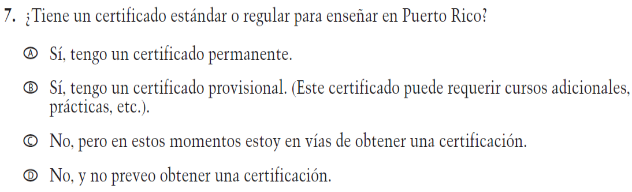 7. ¿Tiene un certificado estándar o regular para enseñar en Puerto Rico?
Ⓐ Sí, tengo un certificado permanente.
Ⓑ Sí, tengo un certificado provisional. (Este certificado puede requerir cursos adicionales,
prácticas, etc.).
Ⓒ No, pero en estos momentos estoy en vías de obtener una certificación.
Ⓓ No, y no preveo obtener una certificación.